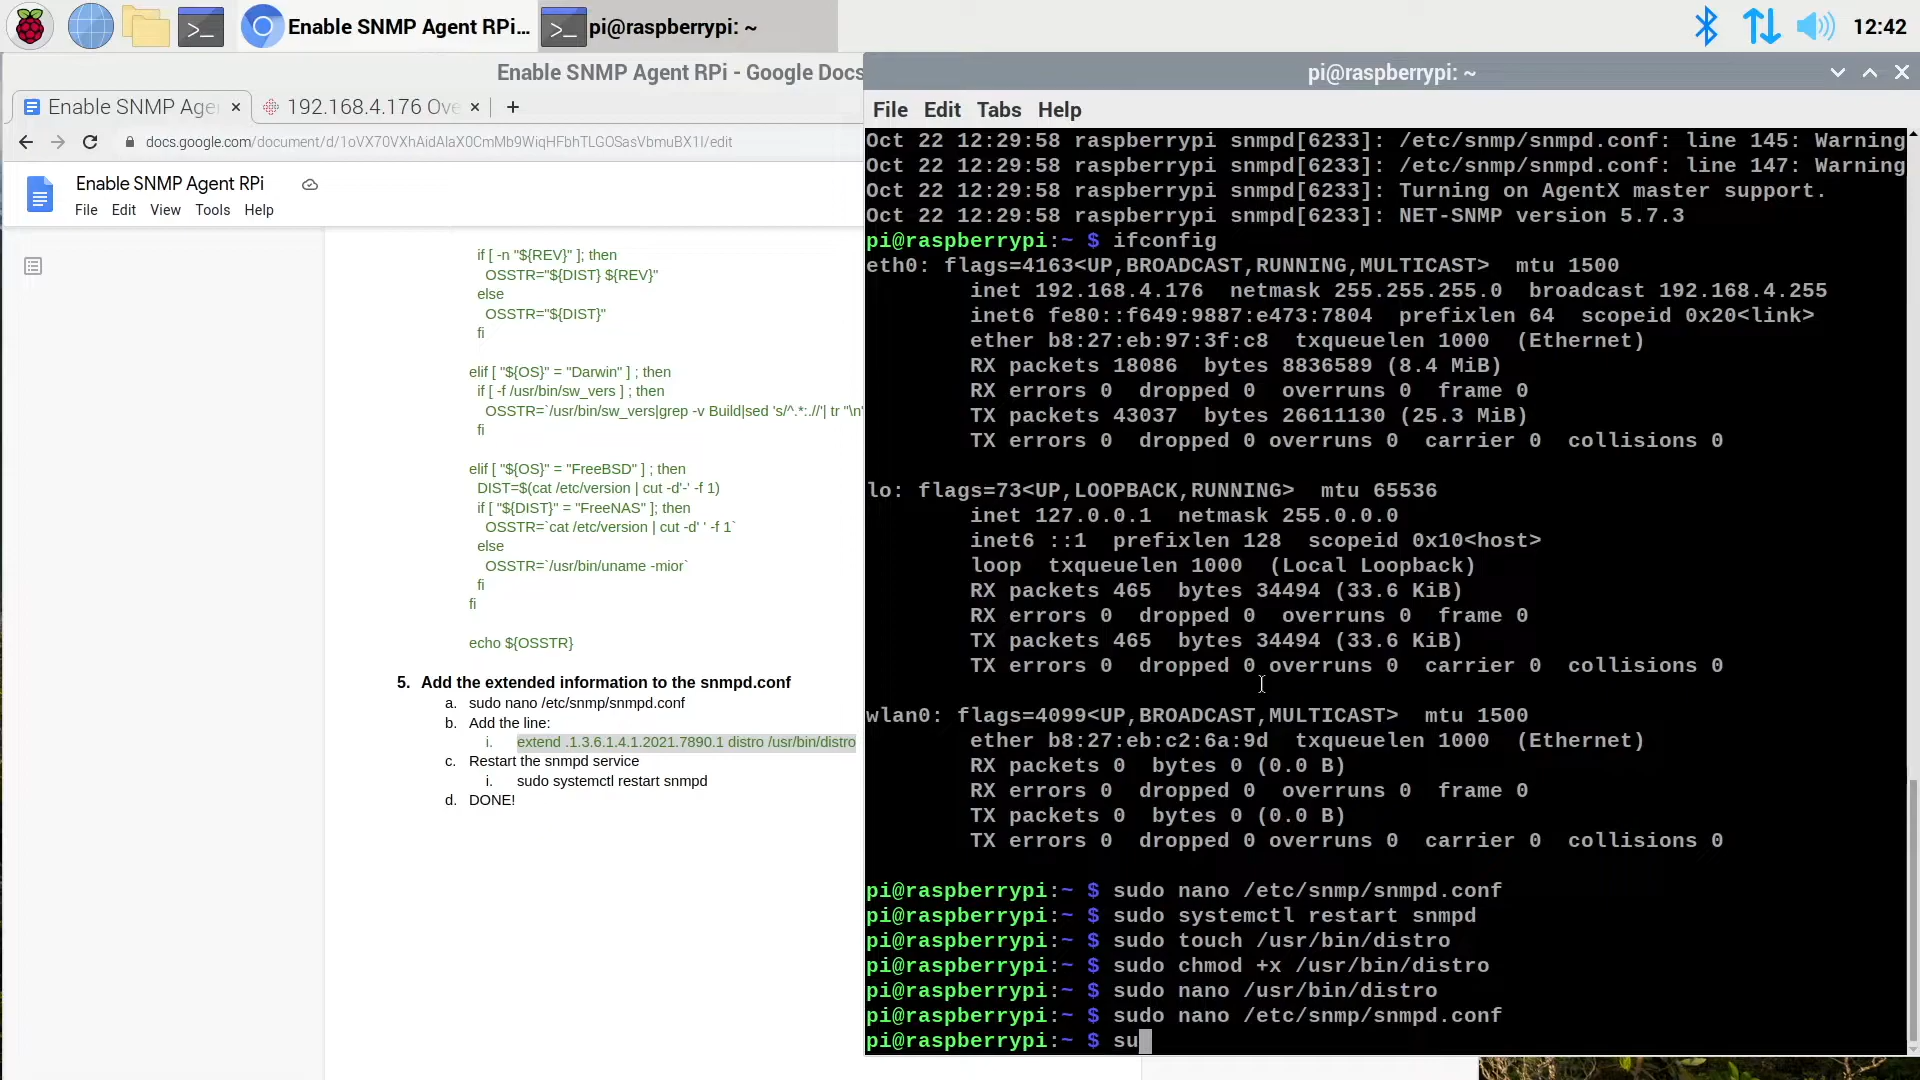 Enable SNMP Agent RPi...
pi@raspberrypi: ~
12:42
Enable SNMP Agent RPi - Google Docs
Enable SNMP Age
192.168.4.176 Ove
docs.google.com/document/d/1oVX70VXhAidAlaX0CmMb9WiqHFbhTLGOSasVbmuBX1I/edit
Enable SNMP Agent RPi
File Edit View Tools Help
if [ -n "${REV}" ]; then
OSSTR="${DIST} ${REV}"
else
OSSTR="${DIST}"
fi
elif [ "${OS}" = "Darwin" ] ; then
if [ -f /usr/bin/sw_vers ] ; then
OSSTR=`/usr/bin/sw_vers|grep -v Build|sed 's/^.*:.//'| tr "\n"
fi
elif [ "${OS}" = "FreeBSD" ] ; then
DIST=$(cat /etc/version | cut -d'-' -f 1)
if [ "${DIST}" = "FreeNAS" ]; then
OSSTR=`cat /etc/version | cut -d' ' -f 1`
else
OSSTR=`/usr/bin/uname -mior`
fi
fi
echo ${OSSTR}
5. Add the extended information to the snmpd.conf
a. sudo nano /etc/snmp/snmpd.conf
b. Add the line:
i. extend .1.3.6.1.4.1.2021.7890.1 distro /usr/bin/distro
c. Restart the snmpd service
i. sudo systemctl restart snmpd
d. DONE!
pi@raspberrypi: ~
File Edit Tabs Help
Oct 22 12:29:58 raspberrypi snmpd[6233]: /etc/snmp/snmpd.conf: line 145: Warning
Oct 22 12:29:58 raspberrypi snmpd[6233]: /etc/snmp/snmpd.conf: line 147: Warning
Oct 22 12:29:58 raspberrypi snmpd[6233]: Turning on AgentX master support.
Oct 22 12:29:58 raspberrypi snmpd[6233]: NET-SNMP version 5.7.3
pi@raspberrypi:~ $ ifconfig
eth0: flags=4163<UP,BROADCAST,RUNNING,MULTICAST> mtu 1500
inet 192.168.4.176 netmask 255.255.255.0 broadcast 192.168.4.255
inet6 fe80::f649:9887:e473:7804 prefixlen 64 scopeid 0x20<link>
ether b8:27:eb:97:3f:c8 txqueuelen 1000 (Ethernet)
RX packets 18086 bytes 8836589 (8.4 MiB)
RX errors 0 dropped 0 overruns 0 frame 0
TX packets 43037 bytes 26611130 (25.3 MiB)
TX errors 0 dropped 0 overruns 0 carrier 0 collisions 0
lo: flags=73<UP,LOOPBACK,RUNNING> mtu 65536
inet 127.0.0.1 netmask 255.0.0.0
inet6 ::1 prefixlen 128 scopeid 0x10<host>
loop txqueuelen 1000 (Local Loopback)
RX packets 465 bytes 34494 (33.6 KiB)
RX errors 0 dropped 0 overruns 0 frame 0
TX packets 465 bytes 34494 (33.6 KiB)
TX errors 0 dropped 0 overruns 0 carrier 0 collisions 0
wlan0: flags=4099<UP,BROADCAST,MULTICAST> mtu 1500
ether b8:27:eb:c2:6a:9d txqueuelen 1000 (Ethernet)
RX packets 0 bytes 0 (0.0 B)
RX errors 0 dropped 0 overruns 0 frame 0
TX packets 0 bytes 0 (0.0 B)
TX errors 0 dropped 0 overruns 0 carrier 0 collisions 0
pi@raspberrypi:~ $ sudo nano /etc/snmp/snmpd.conf
pi@raspberrypi:~ $ sudo systemctl restart snmpd
pi@raspberrypi:~ $ sudo touch /usr/bin/distro
pi@raspberrypi:~ $ sudo chmod +x /usr/bin/distro
pi@raspberrypi:~ $ sudo nano /usr/bin/distro
pi@raspberrypi:~ $ sudo nano /etc/snmp/snmpd.conf
pi@raspberrypi:~ $ su